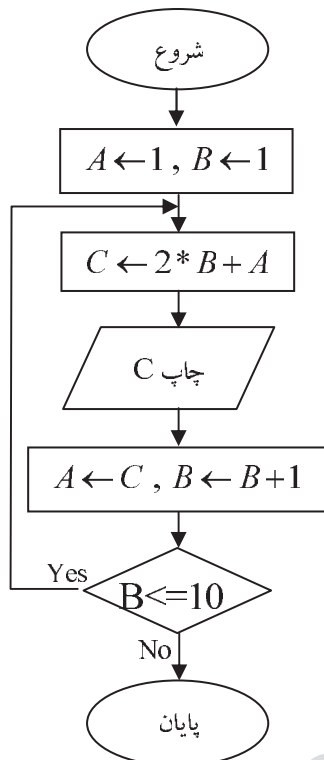 شروع
A ← 1 , B ← 1
C ← 2 * B + A
چاپ C
A ← C , B ← B + 1
Yes
B<=10
No
پایان